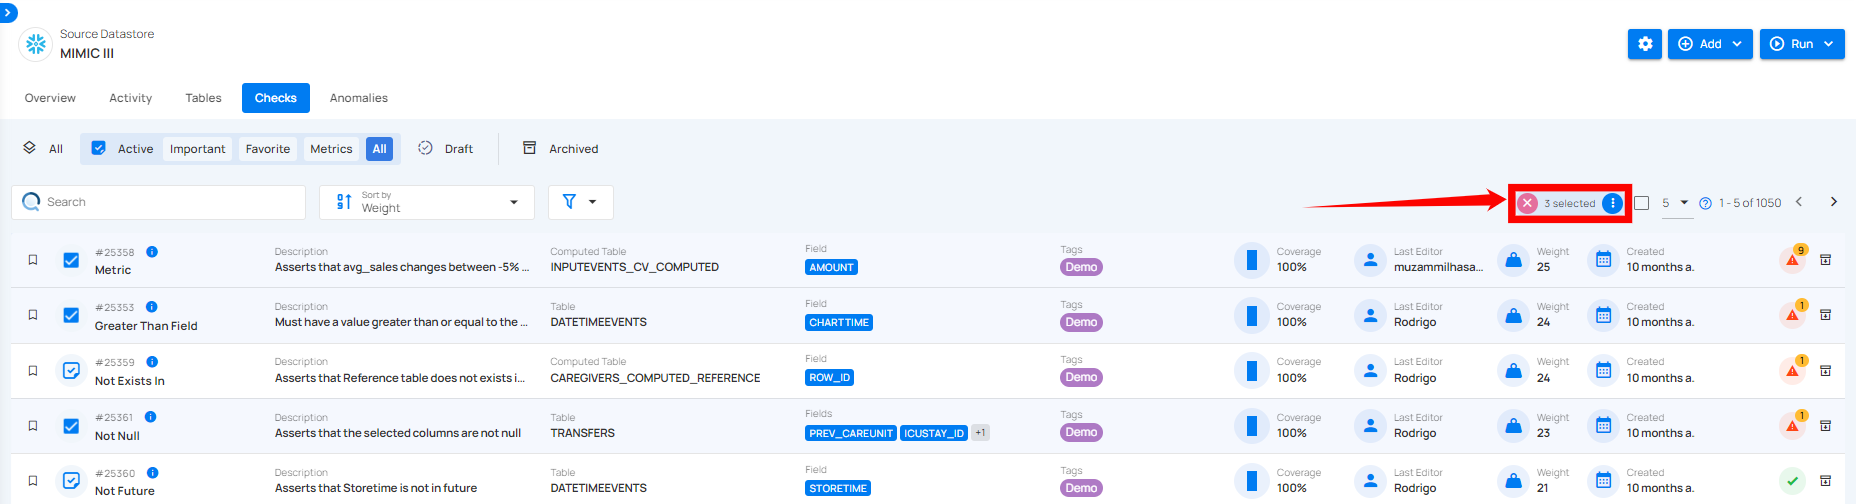 Source Datastore
MIMIC III
Add
Run
Overview
Activity
Tables
Checks
Anomalies
All
Active
Important
Favorite
Metrics
All
Draft
Archived
Search
Sort by
Weight
3 selected
5
1 - 5 of 1050
#25358
Metric
Description
Asserts that avg_sales changes between -5% ...
Computed Table
INPUTEVENTS_CV_COMPUTED
Field
AMOUNT
Tags
Demo
Coverage
100%
Last Editor
muzammilhasa...
Weight
25
Created
10 months a.
9
#25353
Greater Than Field
Description
Must have a value greater than or equal to the ...
Table
DATETIMEEVENTS
Field
CHARTTIME
Tags
Demo
Coverage
100%
Last Editor
Rodrigo
Weight
24
Created
10 months a.
1
#25359
Not Exists In
Description
Asserts that Reference table does not exists i...
Computed Table
CAREGIVERS_COMPUTED_REFERENCE
Field
ROW_ID
Tags
Demo
Coverage
100%
Last Editor
Rodrigo
Weight
24
Created
10 months a.
1
#25361
Not Null
Description
Asserts that the selected columns are not null
Table
TRANSFERS
Fields
PREV_CAREUNIT ICUSTAY_ID +1
Tags
Demo
Coverage
100%
Last Editor
Rodrigo
Weight
23
Created
10 months a.
1
#25360
Not Future
Description
Asserts that Storetime is not in future
Table
DATETIMEEVENTS
Field
STORETIME
Tags
Demo
Coverage
100%
Last Editor
Rodrigo
Weight
21
Created
10 months a.